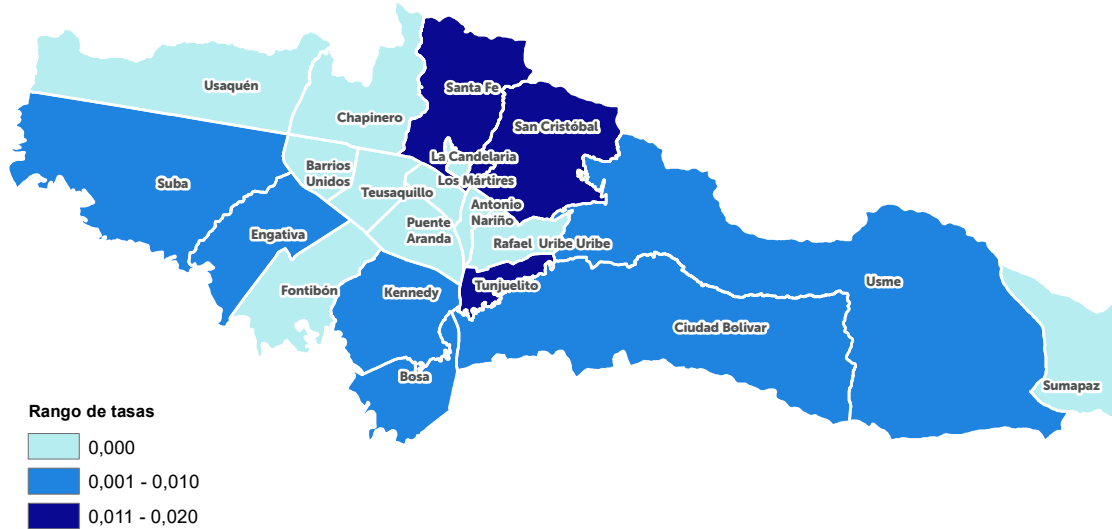 Usaquén
Santa Fe
Chapinero
San Cristóbal
La Candelaria
Barrios
Unidos
Los Mártires
Suba
Teusaquillo
Antonio
Nariño
Puente
Aranda
Engativa
Rafael Uribe Uribe
Usme
Tunjuelito
Fontibón
Kennedy
Ciudad Bolivar
Bosa
Sumapaz
Rango de tasas
0,000
0,001 - 0,010
0,011 - 0,020